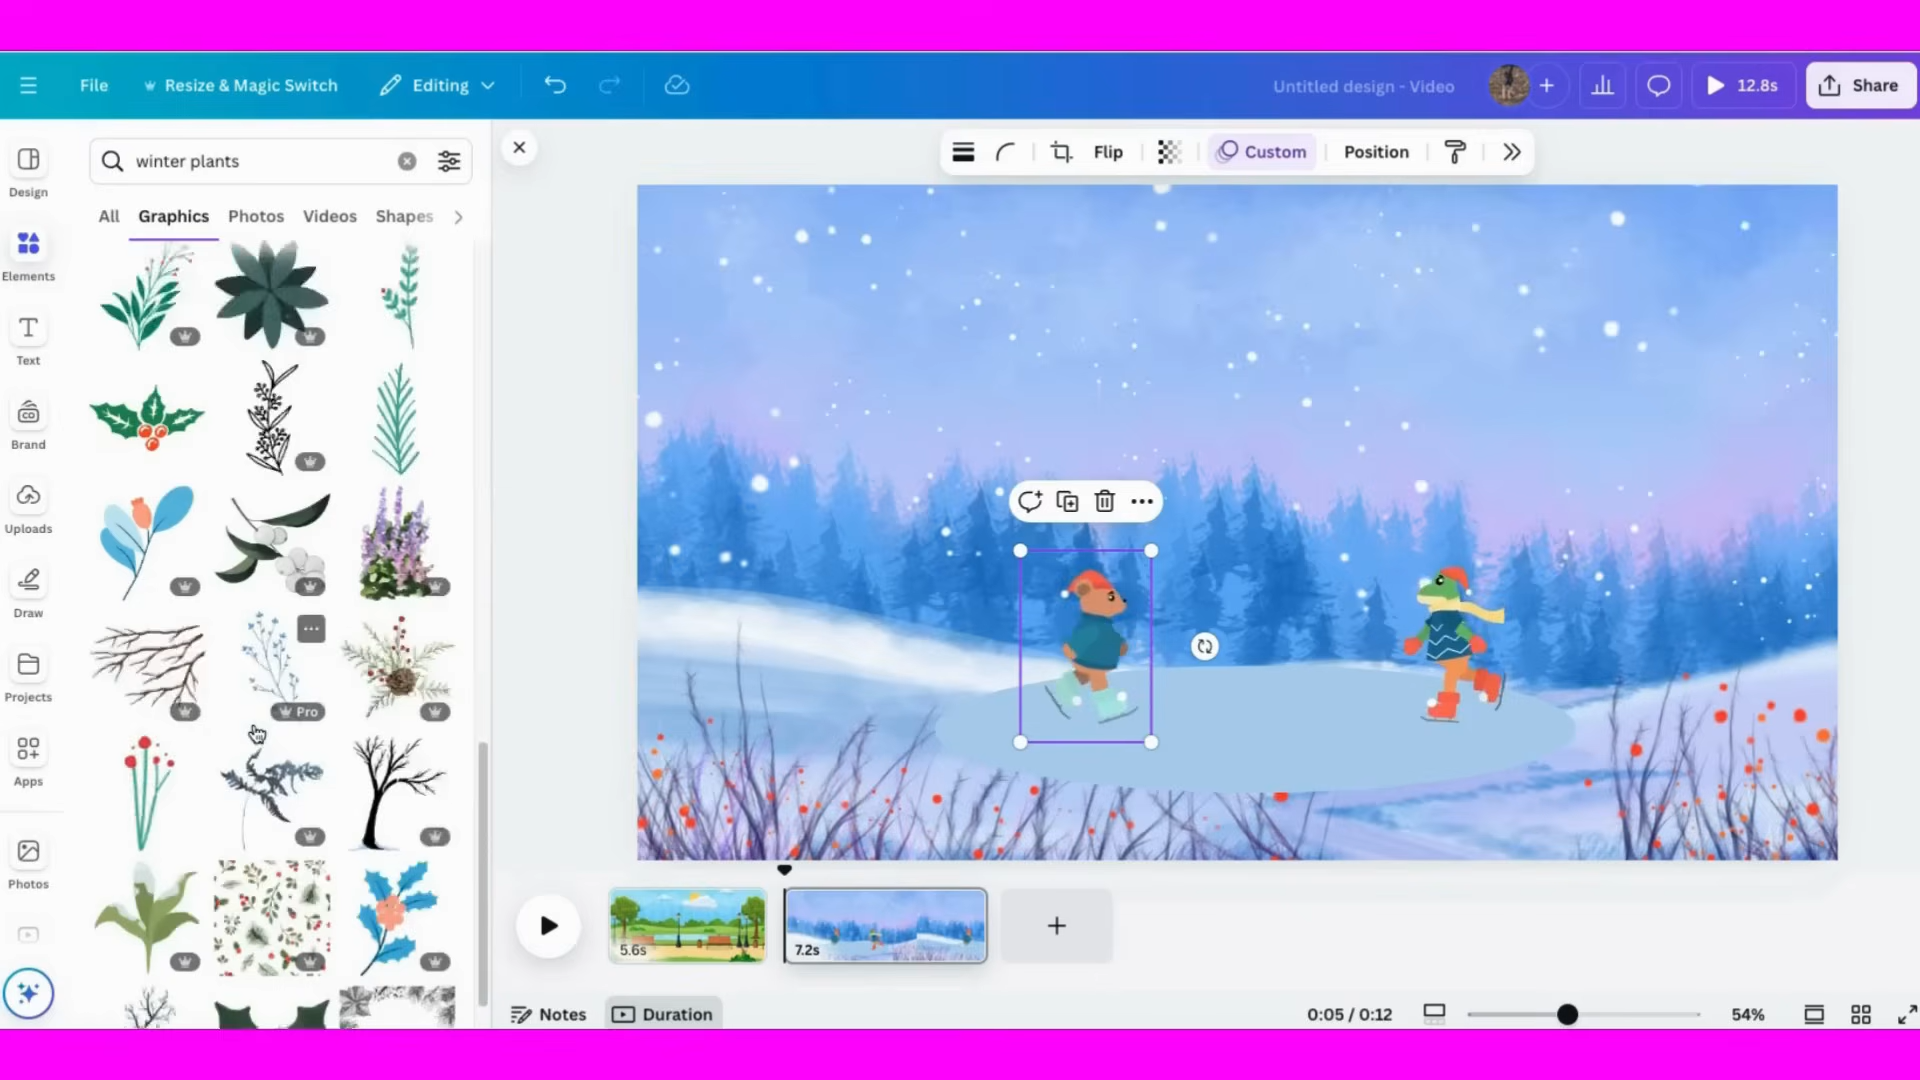 File Resize & Magic Switch Editing Untitled design - Video + 12.8s Share
winter plants
Flip Custom Position
Design
All Graphics Photos Videos Shapes
Elements
Text
Brand
Uploads
Draw
Pro
Projects
Apps
Photos
5.6s 7.2s
Notes Duration 0:05 / 0:12 54%